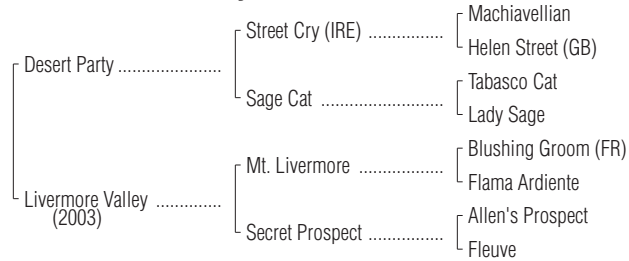 Machiavellian
Street Cry (IRE) ................
Helen Street (GB)
Desert Party ......................
Tabasco Cat
Sage Cat ..........................
Lady Sage
Blushing Groom (FR)
Mt. Livermore ..................
Flama Ardiente
Livermore Valley ..............
(2003)
Allen's Prospect
Secret Prospect ................
Fleuve